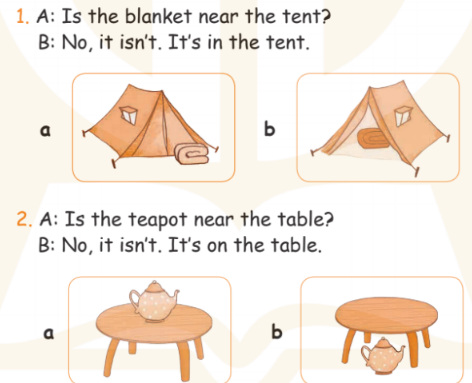 1. A: Is the blanket near the tent?
B: No, it isn't. It's in the tent.
a
b
2. A: Is the teapot near the table?
B: No, it isn't. It's on the table.
a
b